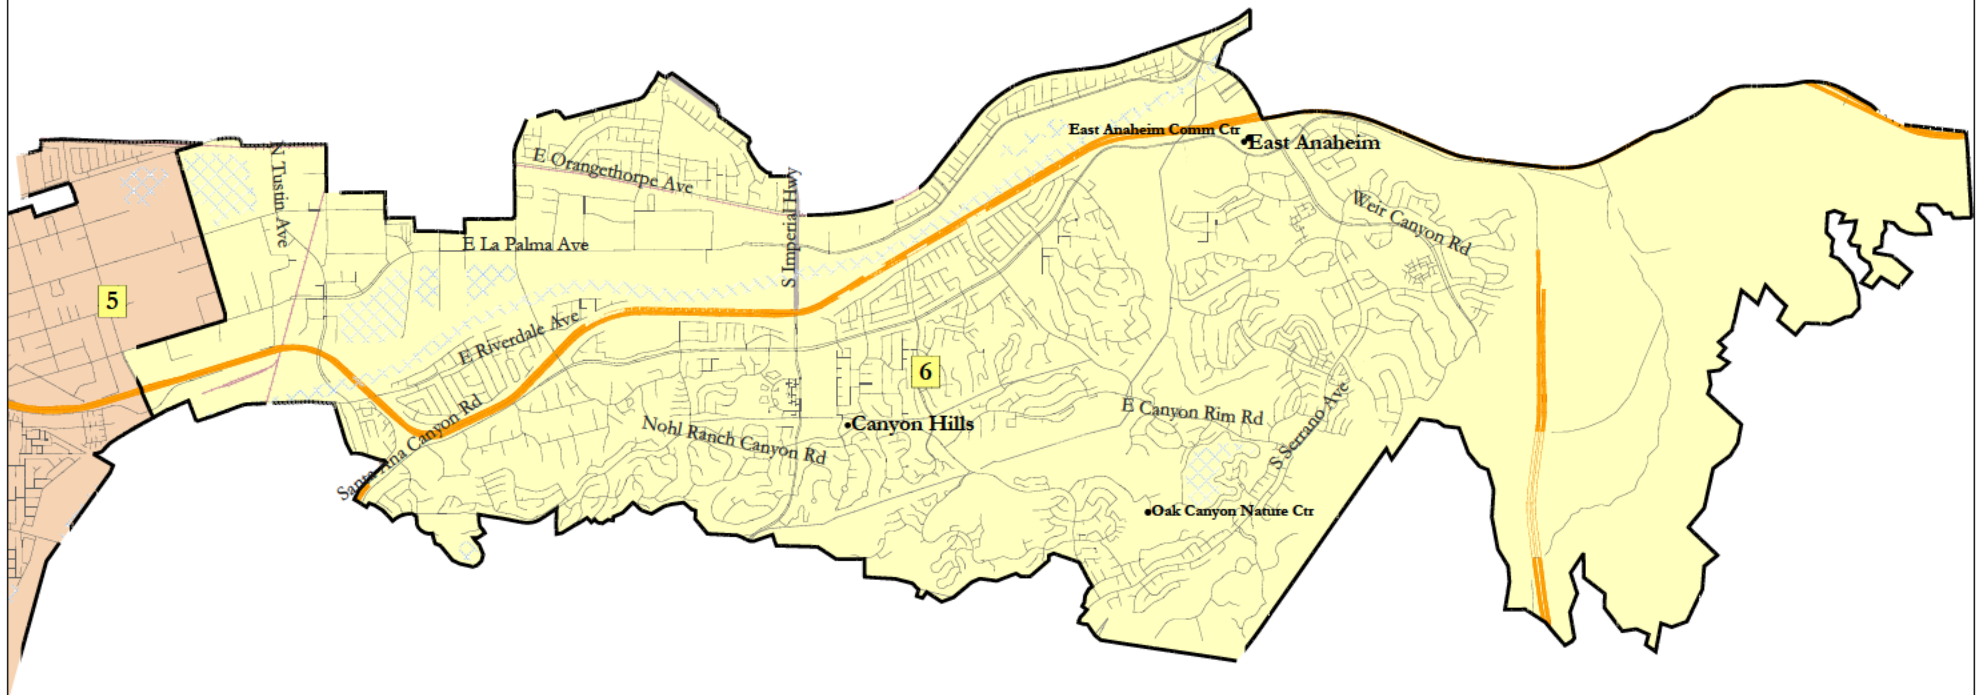 East Anaheim Comm Ctr
East Anaheim
N Tustin Ave
E Orangethorpe Ave
S Imperial Hwy
Weir Canyon Rd
E La Palma Ave
5
E Riverdale Ave
6
Santa Ana Canyon Rd
Nohl Ranch Canyon Rd
Canyon Hills
E Canyon Rim Rd
S Serrano Ave
Oak Canyon Nature Ctr